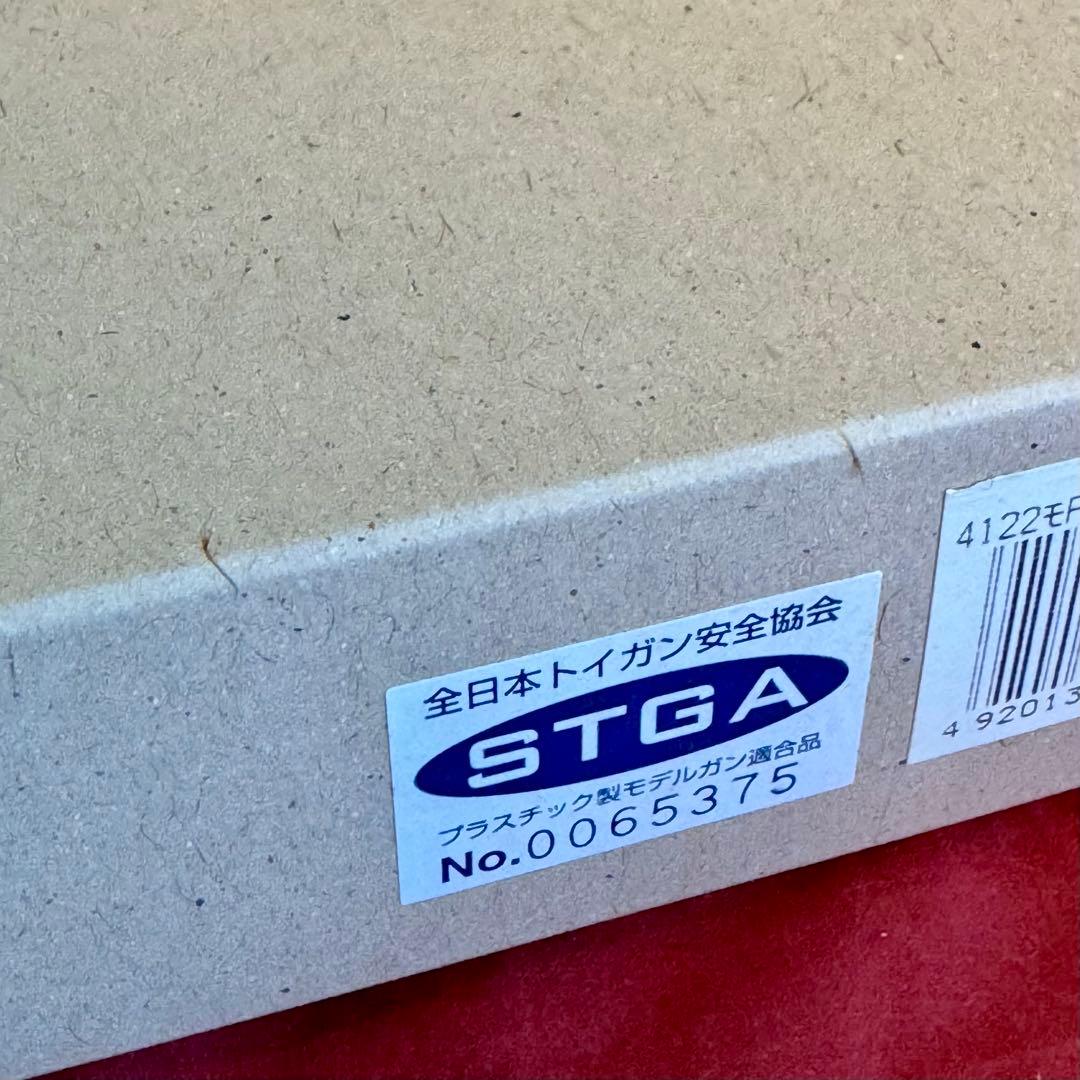 全日本トイガン安全協会
STGA
プラスチック製モデルガン適合品
No.0065375
4122モ
4 92013